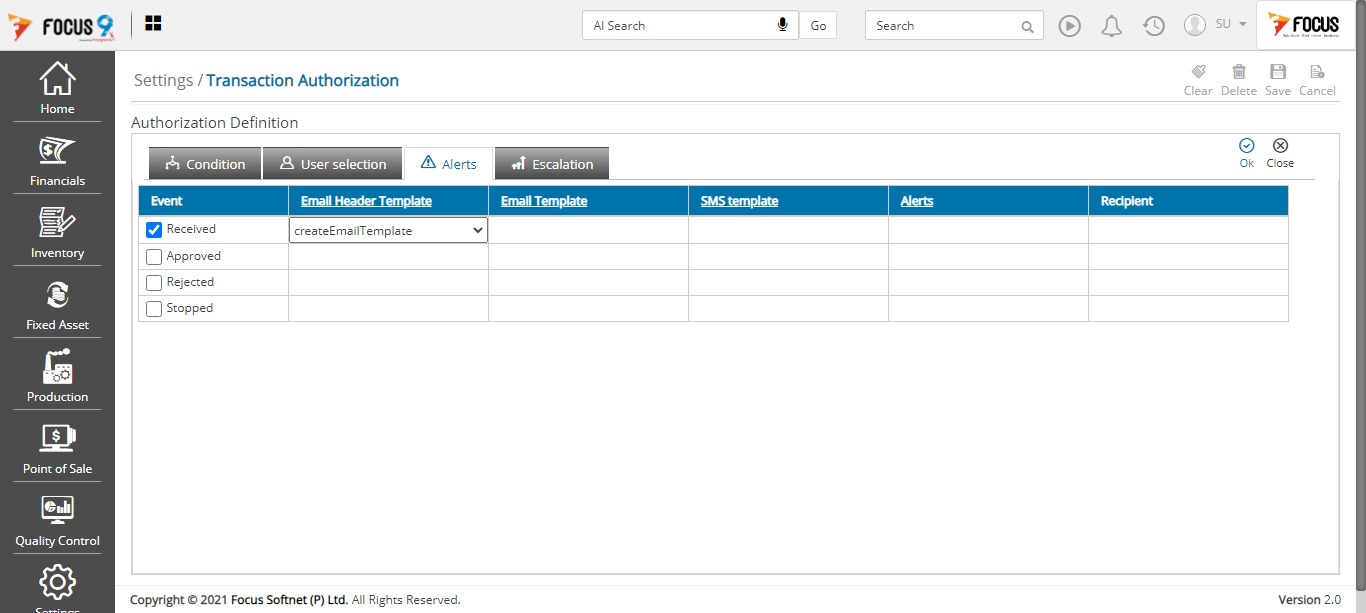 FOCUS 9
AI Search
Go
Search
SU
FOCUS
Settings / Transaction Authorization
Clear
Delete
Save
Cancel
Authorization Definition
Condition
User selection
Alerts
Escalation
Ok
Close
Event
Email Header Template
Email Template
SMS template
Alerts
Recipient
Received
createEmailTemplate
Approved
Rejected
Stopped
Home
Financials
Inventory
Fixed Asset
Production
Point of Sale
Quality Control
Settings
Copyright © 2021 Focus Softnet (P) Ltd. All Rights Reserved.
Version 2.0